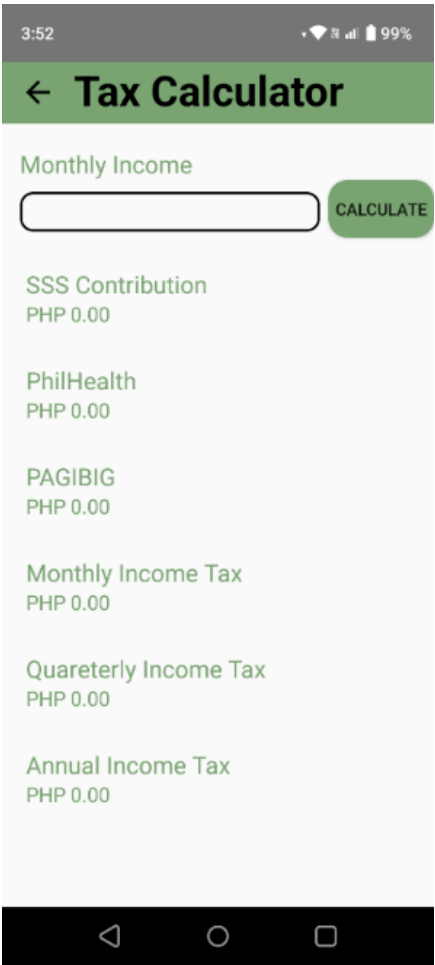 3:52
99%
Tax Calculator
Monthly Income
CALCULATE
SSS Contribution
PHP 0.00
PhilHealth
PHP 0.00
PAGIBIG
PHP 0.00
Monthly Income Tax
PHP 0.00
Quareterly Income Tax
PHP 0.00
Annual Income Tax
PHP 0.00